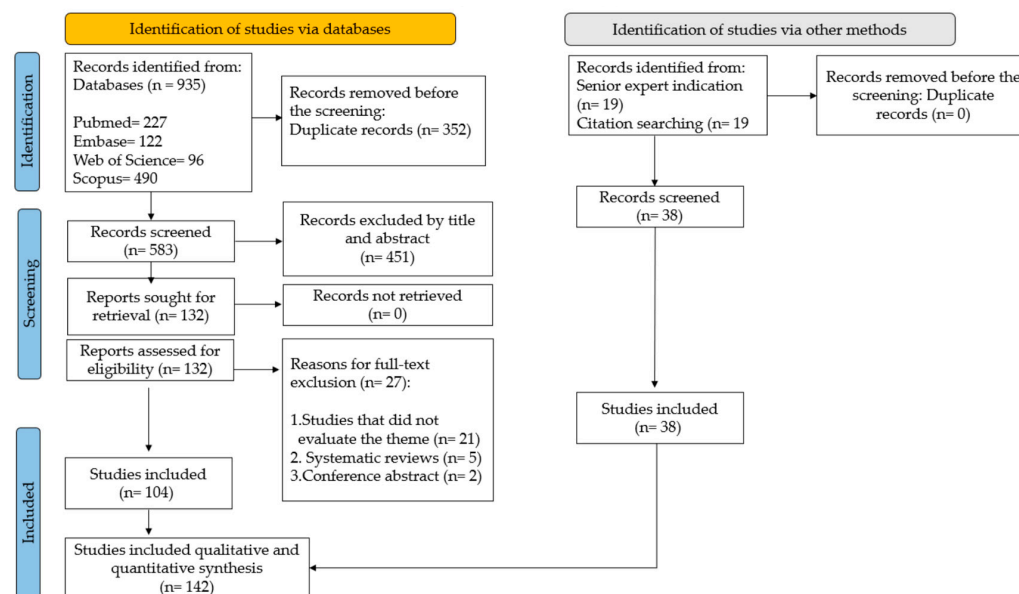 Identification of studies via databases
Identification of studies via other methods
Identification
Records identified from:
Databases (n = 935)
Pubmed= 227
Embase= 122
Web of Science= 96
Scopus= 490
Records removed before
the screening:
Duplicate records (n= 352)
Records identified from:
Senior expert indication
(n= 19)
Citation searching (n= 19
Records removed before the
screening: Duplicate
records (n= 0)
Screening
Records screened
(n= 583)
Records excluded by title
and abstract
(n= 451)
Records screened
(n= 38)
Reports sought for
retrieval (n= 132)
Records not retrieved
(n= 0)
Reports assessed for
eligibility (n= 132)
Reasons for full-text
exclusion (n= 27):
1.Studies that did not
evaluate the theme (n= 21)
2. Systematic reviews (n= 5)
3.Conference abstract (n= 2)
Studies included
(n= 38)
Included
Studies included
(n= 104)
Studies included qualitative and
quantitative synthesis
(n= 142)